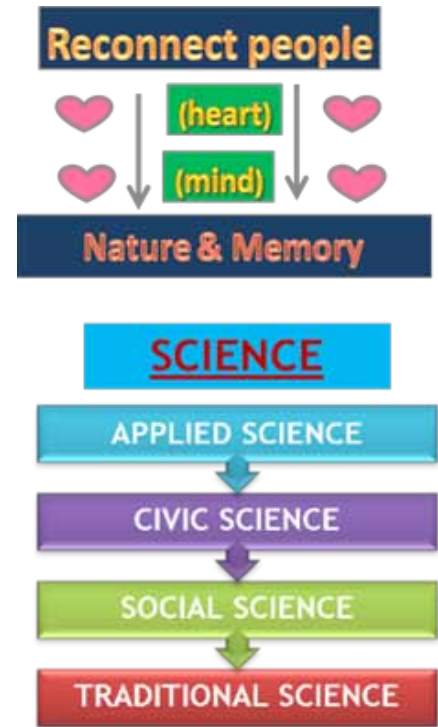 Reconnect people
(heart)
(mind)
Nature & Memory
SCIENCE
APPLIED SCIENCE
CIVIC SCIENCE
SOCIAL SCIENCE
TRADITIONAL SCIENCE